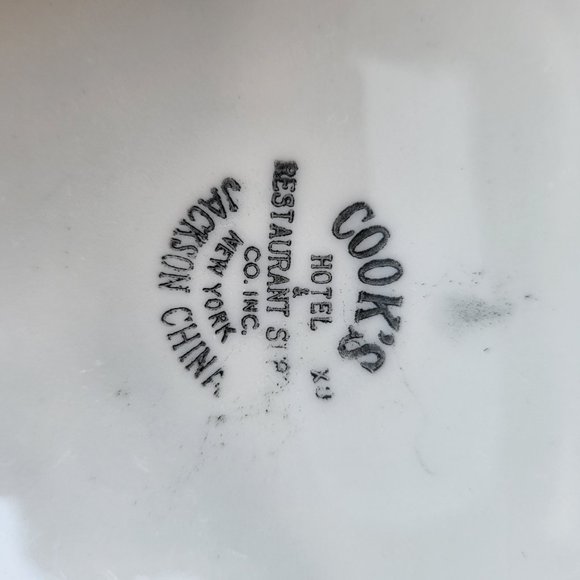 COOK'S
HOTEL
&
RESTAURANT
CO. INC.
NEW YORK
JACKSON CHINA